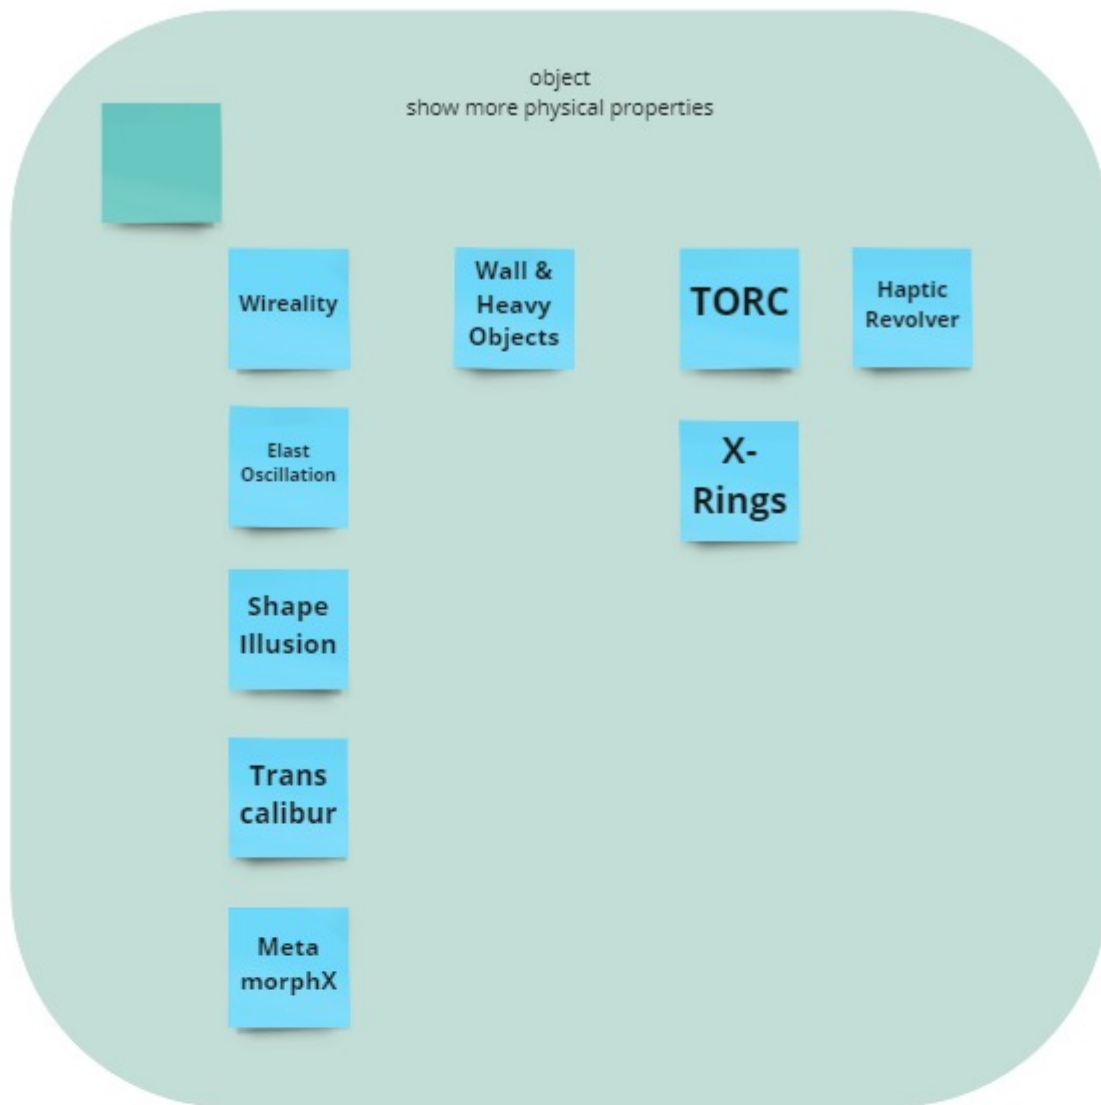 object
show more physical properties
Wireality
Wall &
Heavy
Objects
TORC
Haptic
Revolver
Elast
Oscillation
X-
Rings
Shape
Illusion
Trans
calibur
Meta
morphX